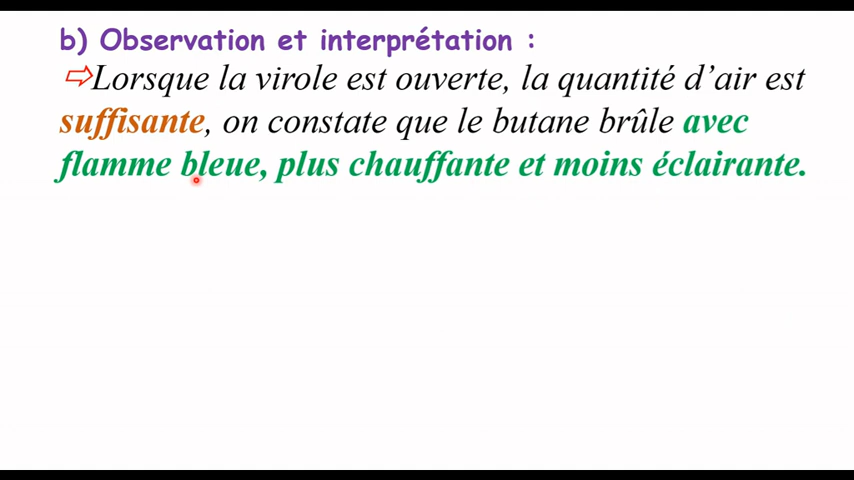 b) Observation et interprétation :
⇨Lorsque la virole est ouverte, la quantité d’air est
suffisante, on constate que le butane brûle avec
flamme bleue, plus chauffante et moins éclairante.